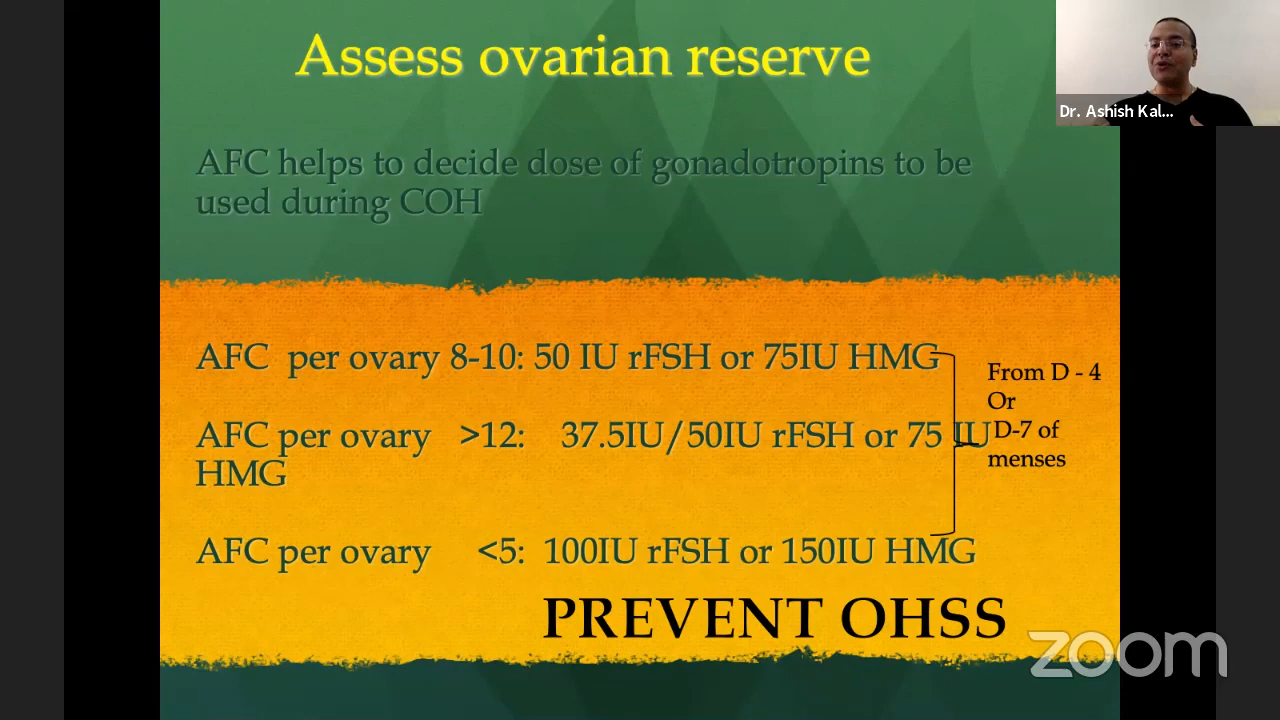 Assess ovarian reserve
Dr. Ashish Kal...
AFC helps to decide dose of gonadotropins to be
used during COH
AFC per ovary 8-10: 50 IU rFSH or 75IU HMG
From D - 4
Or
D-7 of
menses
AFC per ovary >12: 37.5IU/50IU rFSH or 75 IU
HMG
AFC per ovary <5: 100IU rFSH or 150IU HMG
PREVENT OHSS
zoom